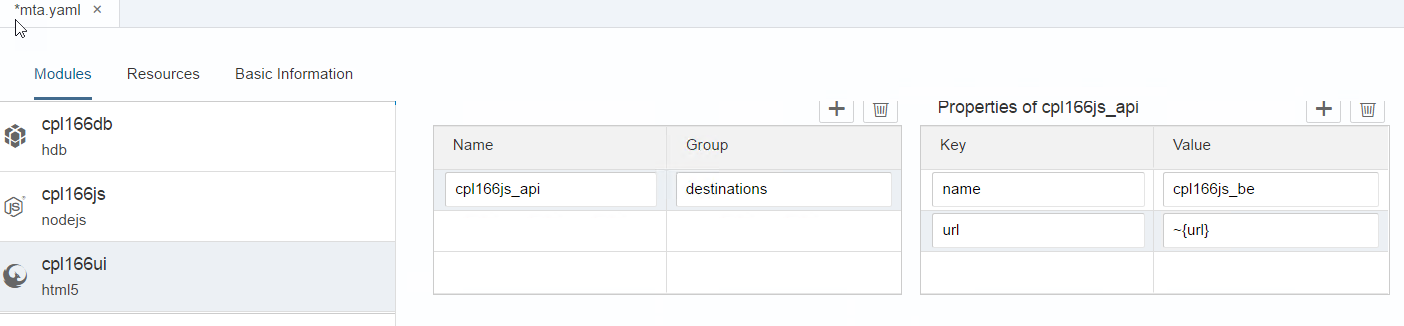 *mta.yaml ×
Modules Resources Basic Information
cpl166db
hdb
cpl166js
nodejs
cpl166ui
html5
Name Group
cpl166js_api destinations
Properties of cpl166js_api
Key Value
name cpl166js_be
url ~{url}